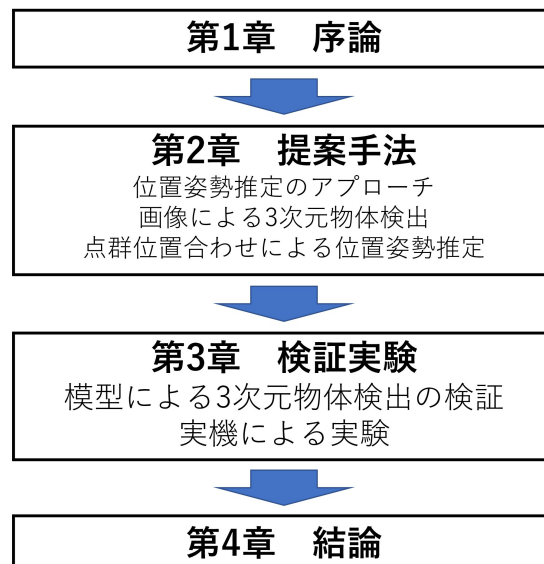 第1章　序論
第2章　提案手法
位置姿勢推定のアプローチ
画像による3次元物体検出
点群位置合わせによる位置姿勢推定
第3章　検証実験
模型による3次元物体検出の検証
実機による実験
第4章　結論